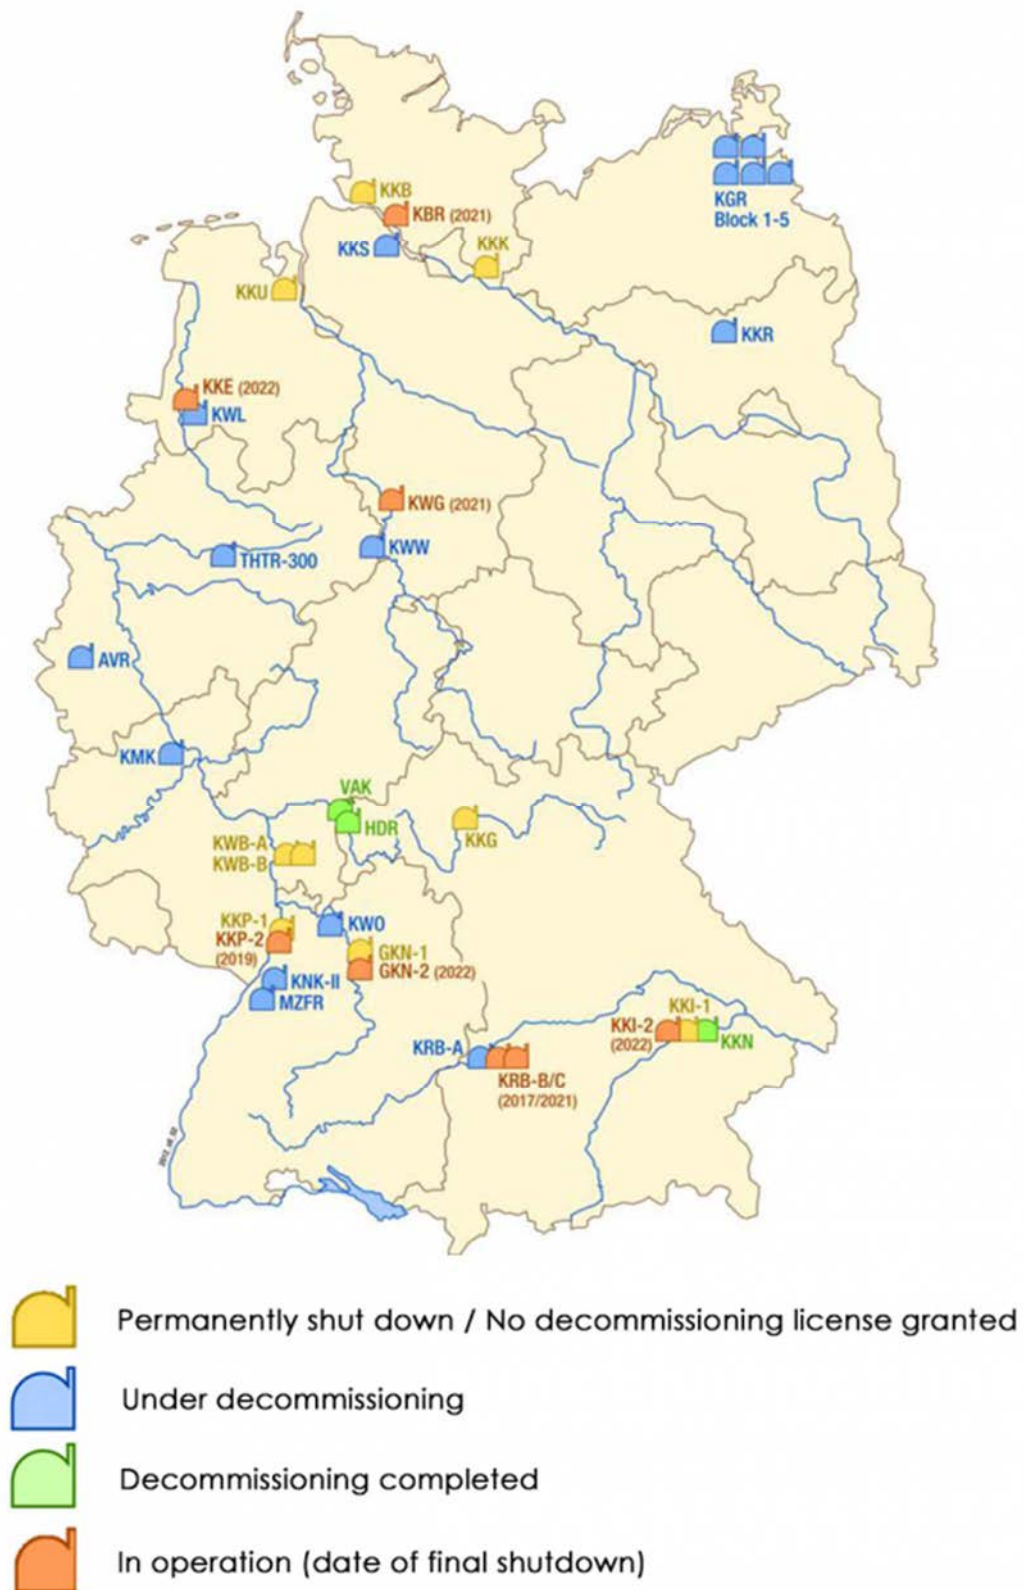 KKB
KBR (2021)
KKS
KKK
KGR
Block 1-5
KKU
KKR
KKE (2022)
KWL
KWG (2021)
KWW
THTR-300
AVR
KMK
VAK
HDR
KKG
KWB-A
KWB-B
KKP-1
KKP-2
(2019)
KWO
GKN-1
GKN-2 (2022)
KNK-II
MZFR
KKI-1
KKI-2
(2022)
KKN
KRB-A
KRB-B/C
(2017/2021)
Permanently shut down / No decommissioning license granted
Under decommissioning
Decommissioning completed
In operation (date of final shutdown)